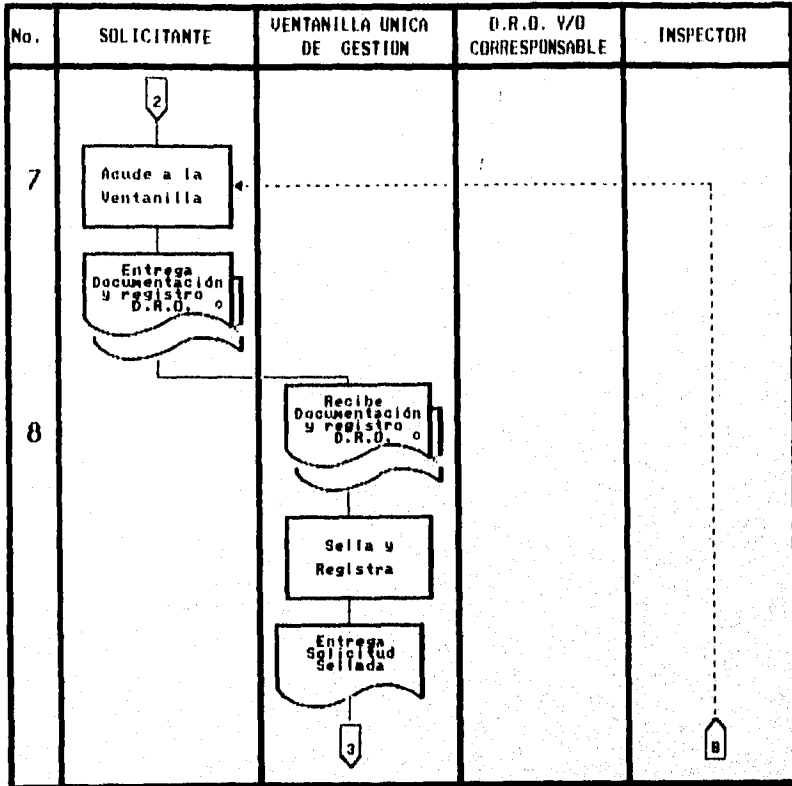 No.
SOLICITANTE
VENTANILLA UNICA
DE GESTION
D.R.O. Y/O
CORRESPONSABLE
INSPECTOR
2
7
Acude a la
Ventanilla
Entrega
Documentación
y registro
D.R.O. o
8
Recibe
Documentación
y registro
D.R.O. o
Sella y
Registra
Entrega
Solicitud
Sellada
3
B